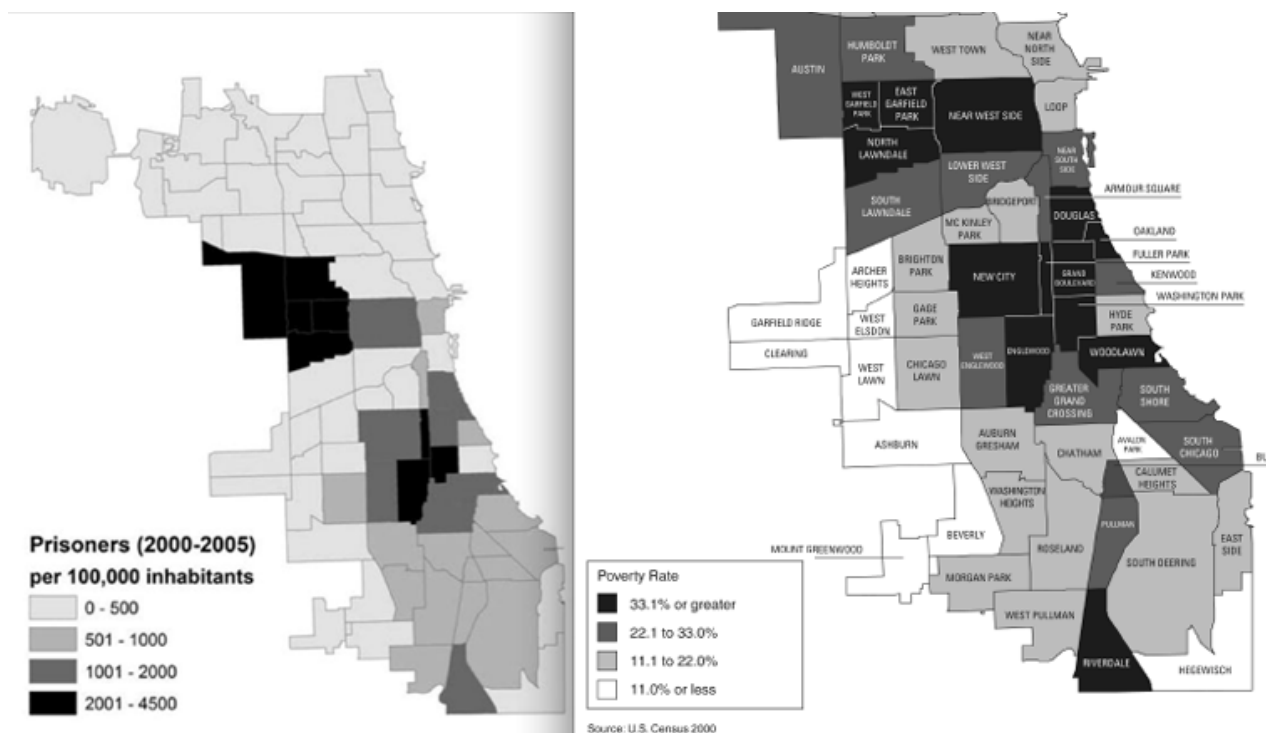 Prisoners (2000-2005)
per 100,000 inhabitants
0 - 500
501 - 1000
1001 - 2000
2001 - 4500
AUSTIN
HUMBOLDT
PARK
WEST TOWN
NEAR
NORTH
SIDE
WEST
GARFIELD
PARK
EAST
GARFIELD
PARK
NEAR WEST SIDE
LOOP
NORTH
LAWNDALE
LOWER WEST
SIDE
NEAR
SOUTH
SIDE
SOUTH
LAWNDALE
BRIDGEPORT
ARMOUR SQUARE
MC KINLEY
PARK
DOUGLAS
OAKLAND
FULLER PARK
ARCHER
HEIGHTS
BRIGHTON
PARK
NEW CITY
GRAND
BOULEVARD
KENWOOD
WASHINGTON PARK
GARFIELD RIDGE
WEST
ELSDON
GAGE
PARK
HYDE
PARK
CLEARING
WEST
LAWN
CHICAGO
LAWN
WEST
ENGLEWOOD
ENGLEWOOD
WOODLAWN
GREATER
GRAND
CROSSING
SOUTH
SHORE
ASHBURN
AUBURN
GRESHAM
CHATHAM
AVALON
PARK
SOUTH
CHICAGO
BU
CALUMET
HEIGHTS
WASHINGTON
HEIGHTS
PULLMAN
BEVERLY
MOUNT GREENWOOD
ROSELAND
SOUTH DEERING
EAST
SIDE
MORGAN PARK
WEST PULLMAN
RIVERDALE
HEGEWISCH
Poverty Rate
33.1% or greater
22.1 to 33.0%
11.1 to 22.0%
11.0% or less
Source: U.S. Census 2000